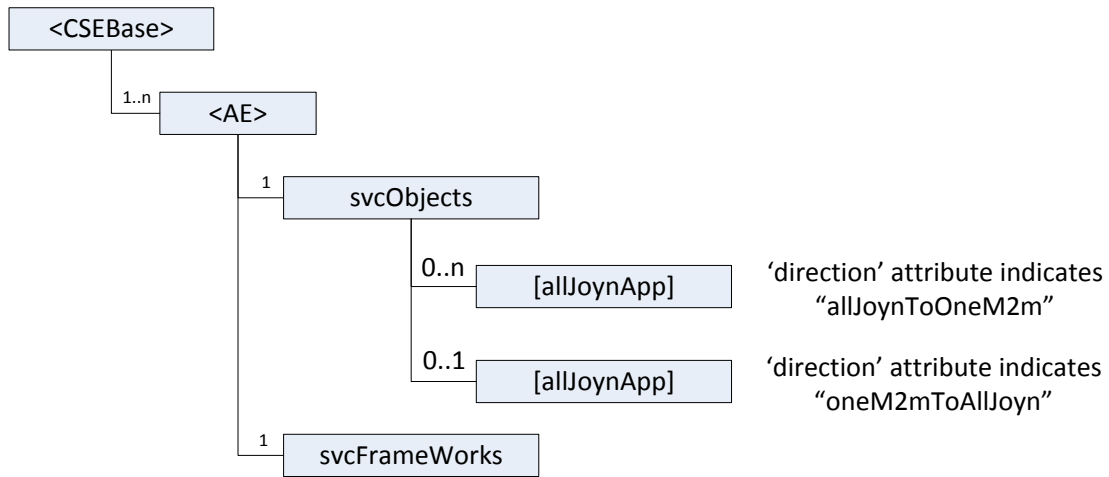 <CSEBase>
1..n
<AE>
1
svcObjects
0..n
[allJoynApp]
‘direction’ attribute indicates
“allJoynToOneM2m”
0..1
[allJoynApp]
‘direction’ attribute indicates
“oneM2mToAllJoyn”
1
svcFrameWorks